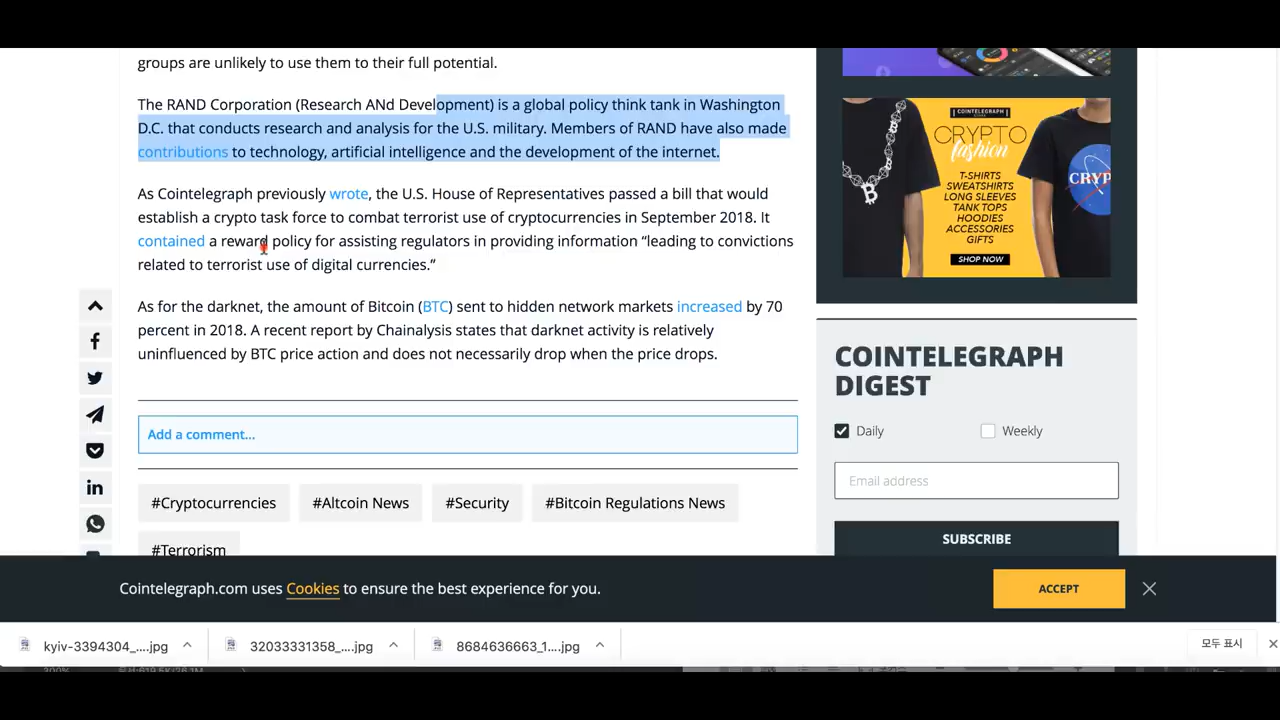 groups are unlikely to use them to their full potential.
The RAND Corporation (Research ANd Development) is a global policy think tank in Washington
D.C. that conducts research and analysis for the U.S. military. Members of RAND have also made
contributions to technology, artificial intelligence and the development of the internet.
As Cointelegraph previously wrote, the U.S. House of Representatives passed a bill that would
establish a crypto task force to combat terrorist use of cryptocurrencies in September 2018. It
contained a reward policy for assisting regulators in providing information “leading to convictions
related to terrorist use of digital currencies.”
As for the darknet, the amount of Bitcoin (BTC) sent to hidden network markets increased by 70
percent in 2018. A recent report by Chainalysis states that darknet activity is relatively
uninfluenced by BTC price action and does not necessarily drop when the price drops.
Add a comment...
#Cryptocurrencies #Altcoin News #Security #Bitcoin Regulations News
#Terrorism
COINTELEGRAPH
CRYPTO
fashion
T-SHIRTS
SWEATSHIRTS
LONG SLEEVES
TANK TOPS
HOODIES
ACCESSORIES
GIFTS
SHOP NOW
CRYP
COINTELEGRAPH
DIGEST
Daily Weekly
Email address
SUBSCRIBE
Cointelegraph.com uses Cookies to ensure the best experience for you.
ACCEPT
kyiv-3394304_....jpg 32033331358_....jpg 8684636663_1....jpg 모두 표시